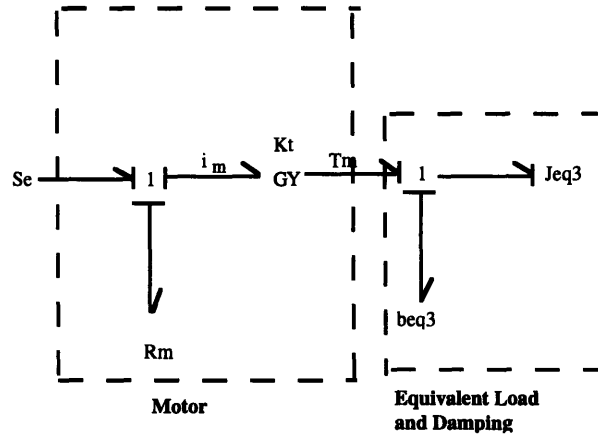 Kt
Se 1 i m GY Tm 1 Jeq3
Rm
beq3
Motor
Equivalent Load
and Damping